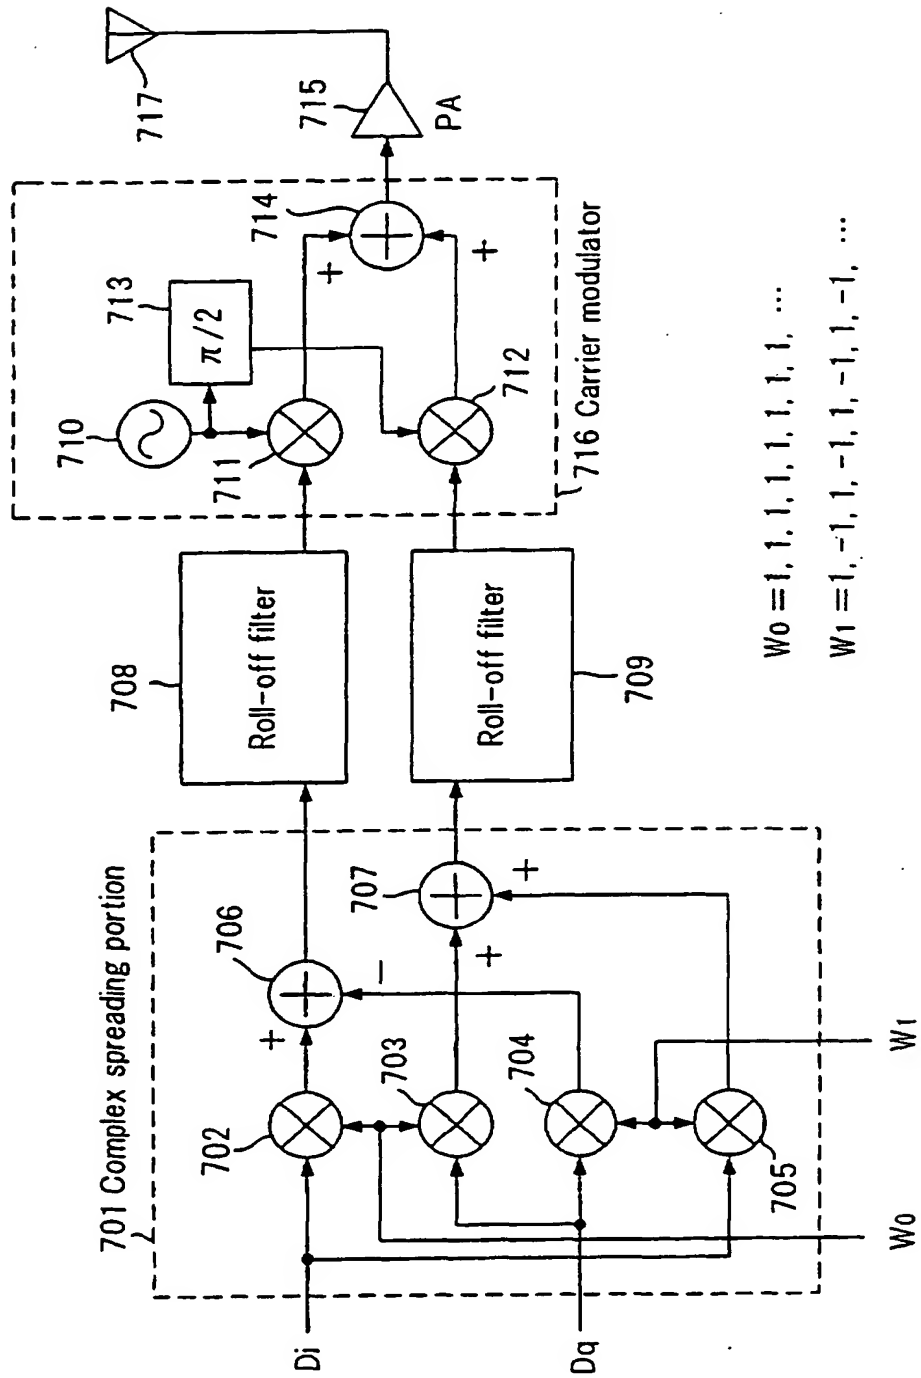 701 Complex spreading portion
Di
Dq
702
703
704
705
706
707
+
−
+
+
W0
W1
708
Roll-off filter
Roll-off filter
709
710
711
712
713
π/2
714
+
+
716 Carrier modulator
715
PA
717
W0 = 1, 1, 1, 1, 1, 1, 1, 1, ...
W1 = 1, -1, 1, -1, 1, -1, 1, -1, ...